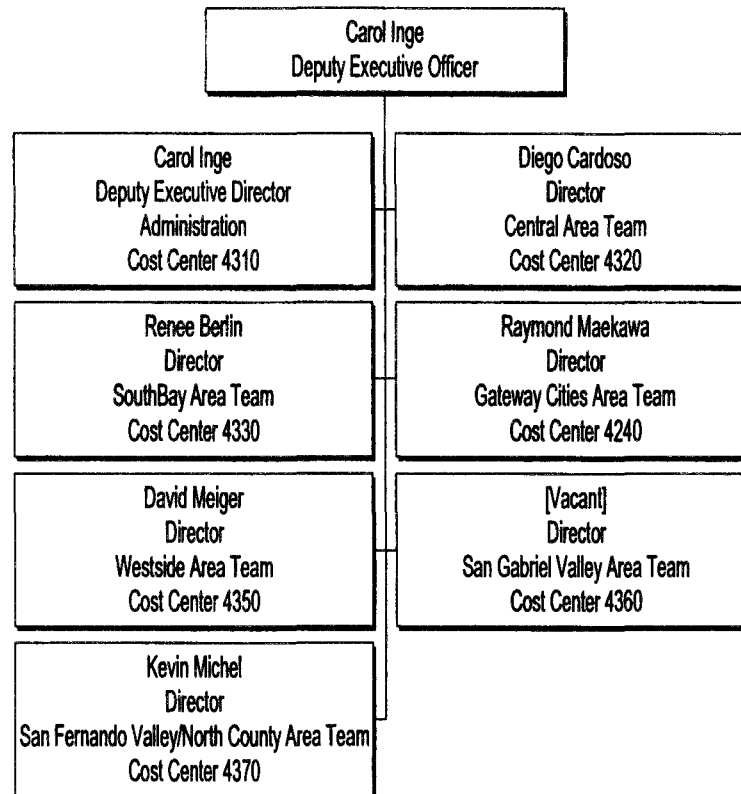 Carol Inge
Deputy Executive Officer
Carol Inge
Deputy Executive Director
Administration
Cost Center 4310
Diego Cardoso
Director
Central Area Team
Cost Center 4320
Renee Berlin
Director
SouthBay Area Team
Cost Center 4330
Raymond Maekawa
Director
Gateway Cities Area Team
Cost Center 4240
David Meiger
Director
Westside Area Team
Cost Center 4350
[Vacant]
Director
San Gabriel Valley Area Team
Cost Center 4360
Kevin Michel
Director
San Fernando Valley/North County Area Team
Cost Center 4370